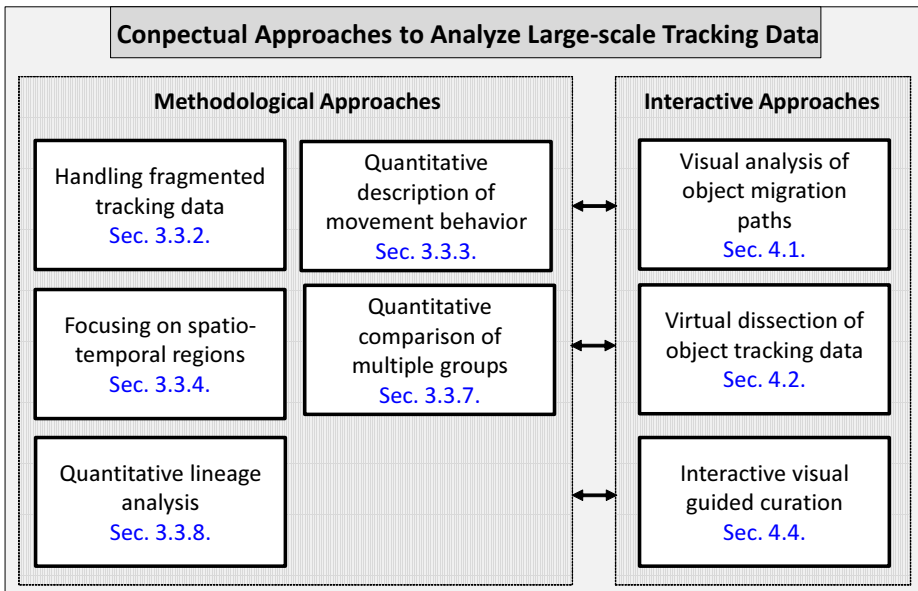 Conpectual Approaches to Analyze Large-scale Tracking Data
Methodological Approaches
Handling fragmented
tracking data
Sec. 3.3.2.
Quantitative
description of
movement behavior
Sec. 3.3.3.
Focusing on spatio-
temporal regions
Sec. 3.3.4.
Quantitative
comparison of
multiple groups
Sec. 3.3.7.
Quantitative lineage
analysis
Sec. 3.3.8.
Interactive Approaches
Visual analysis of
object migration
paths
Sec. 4.1.
Virtual dissection of
object tracking data
Sec. 4.2.
Interactive visual
guided curation
Sec. 4.4.